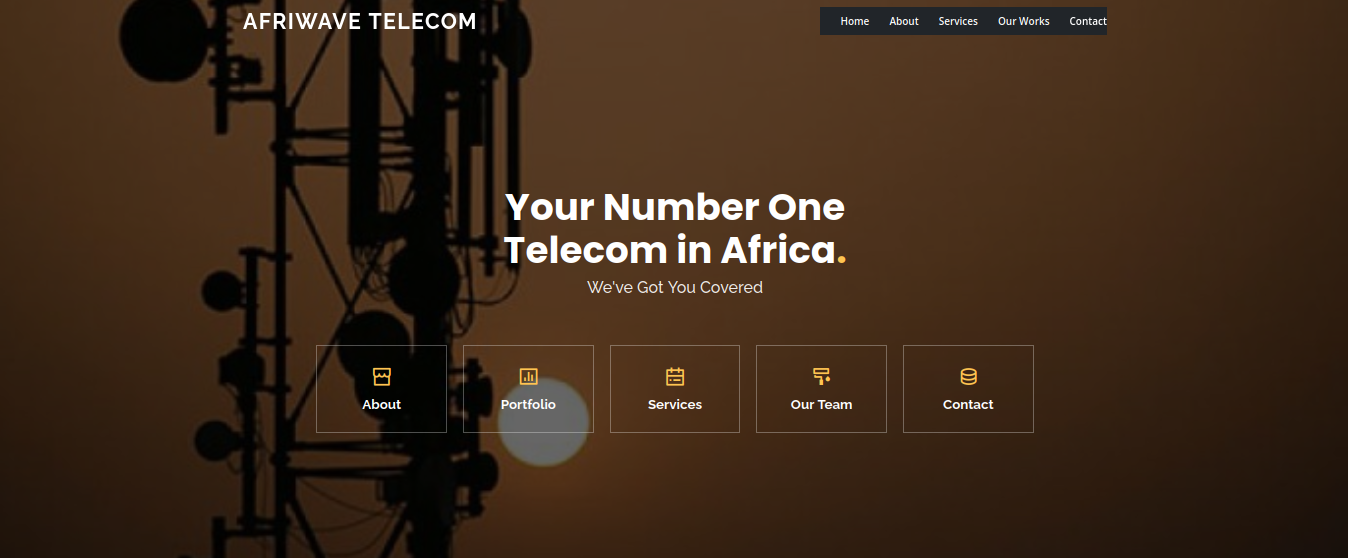 AFRIWAVE TELECOM
Home About Services Our Works Contact
Your Number One
Telecom in Africa.
We've Got You Covered
About Portfolio Services Our Team Contact